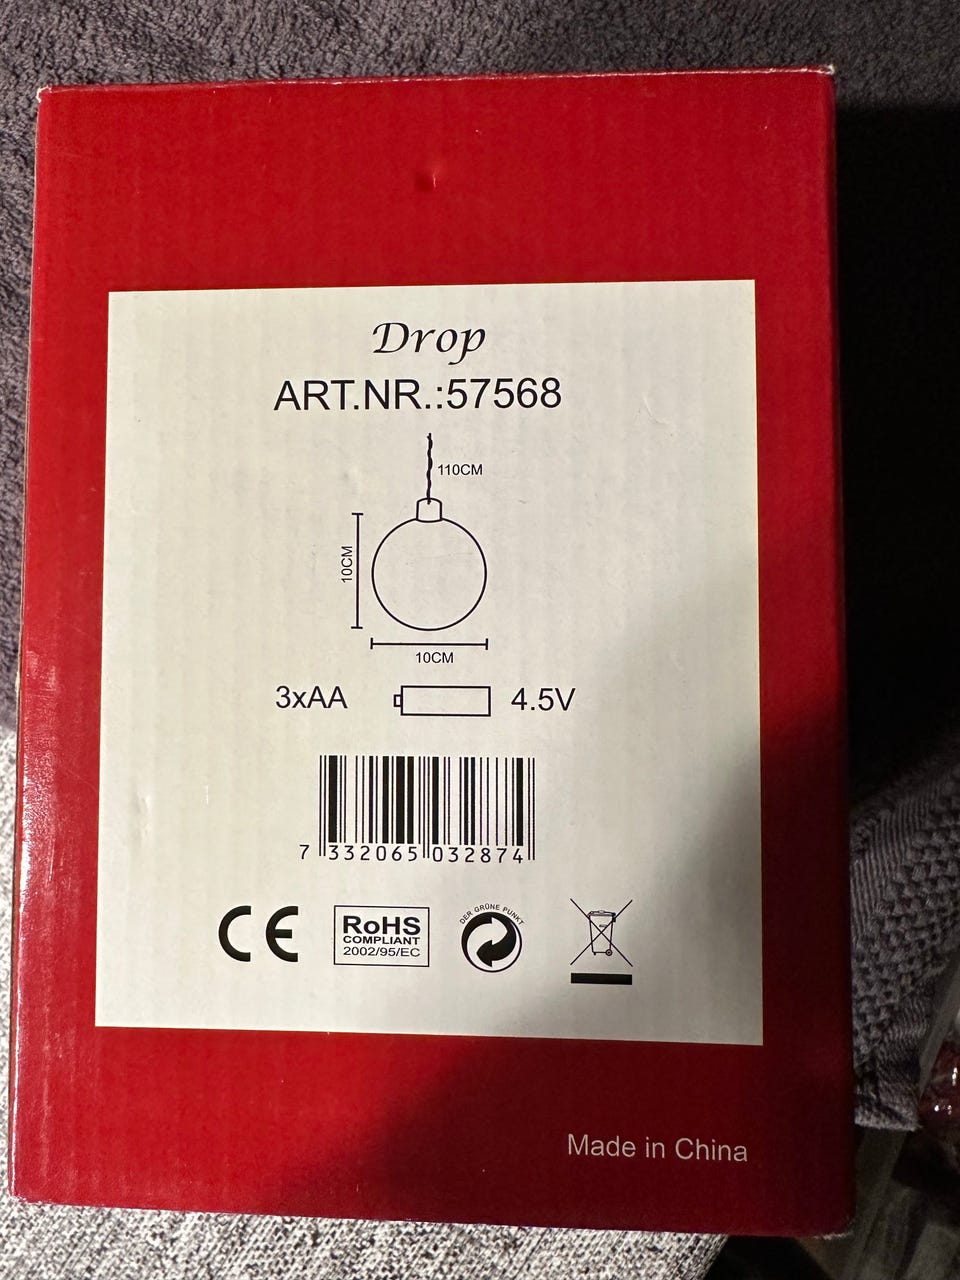 Drop
ART.NR.:57568
110CM
10CM
10CM
3xAA 4.5V
7 332065 032874
CE
RoHS
COMPLIANT
2002/95/EC
DER GRÜNE PUNKT
Made in China